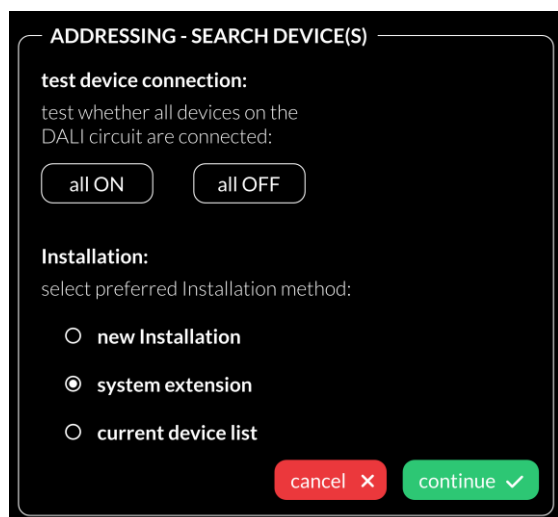 ADDRESSING - SEARCH DEVICE(S)
test device connection:
test whether all devices on the
DALI circuit are connected:
all ON
all OFF
Installation:
select preferred Installation method:
new Installation
system extension
current device list
cancel
continue